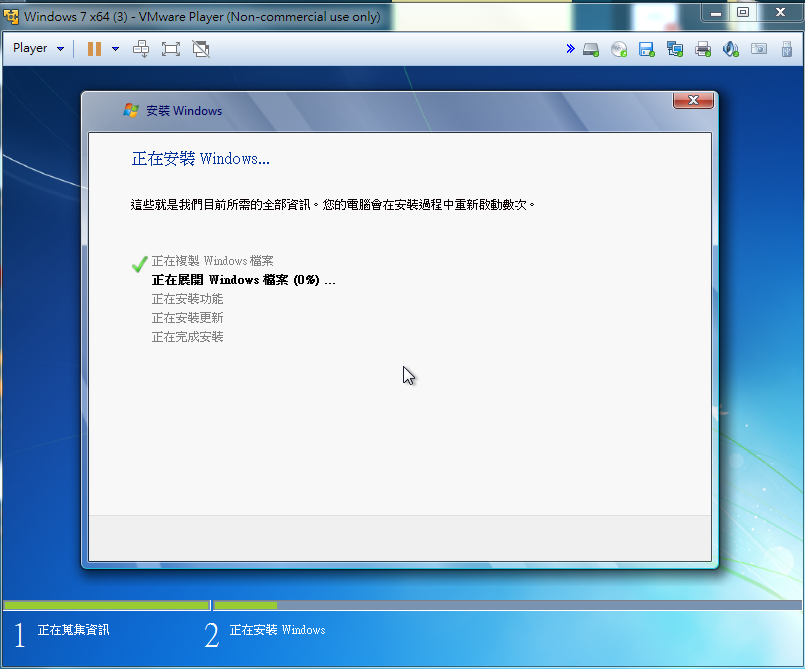 Windows 7 x64 (3) - VMware Player (Non-commercial use only)
Player
安裝 Windows
正在安裝 Windows...
這些就是我們目前所需的全部資訊。您的電腦會在安裝過程中重新啟動數次。
正在複製 Windows 檔案
正在展開 Windows 檔案 (0%) ...
正在安裝功能
正在安裝更新
正在完成安裝
1 正在蒐集資訊
2 正在安裝 Windows